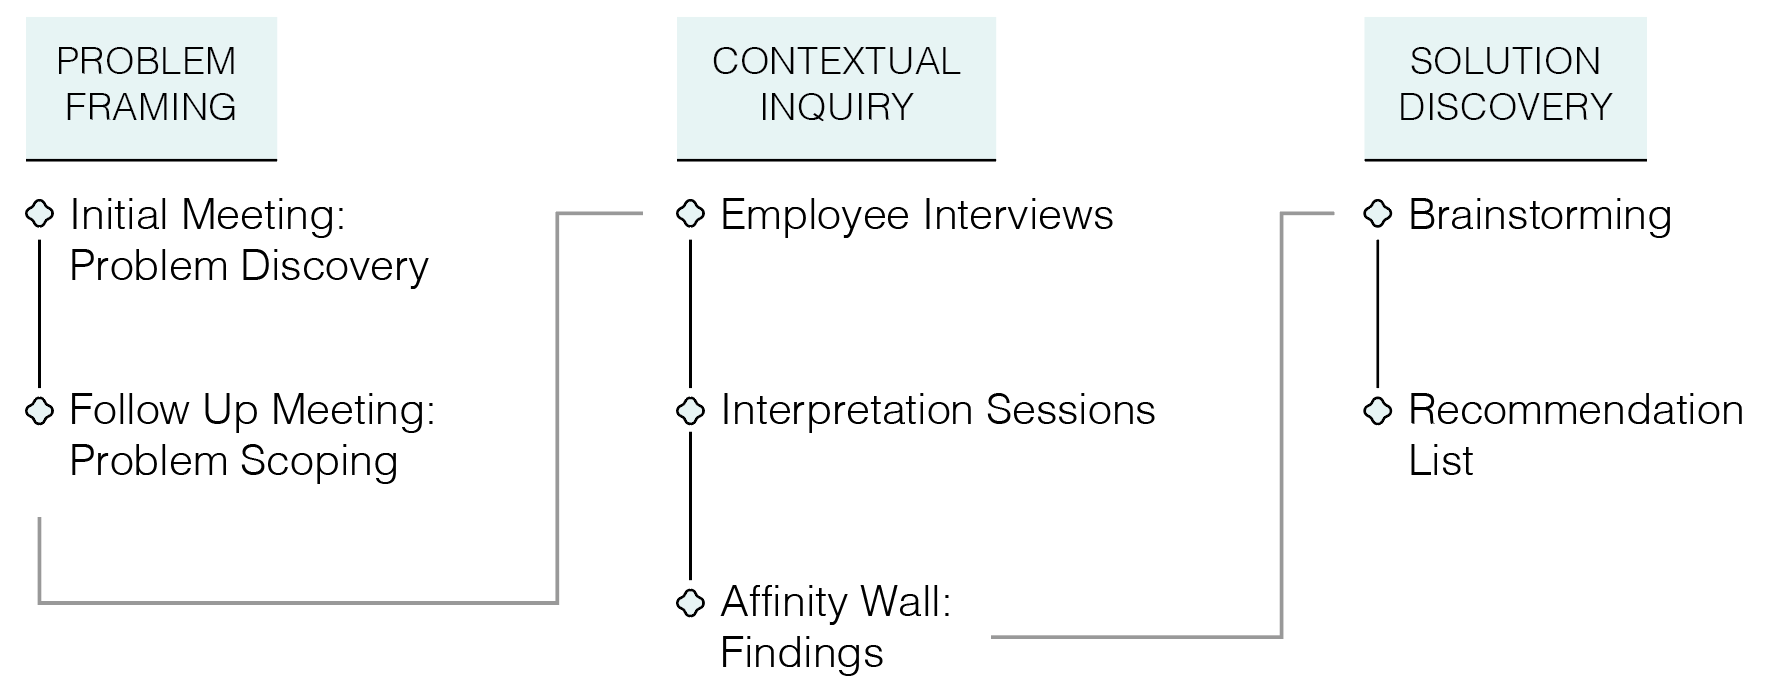 PROBLEM
FRAMING
Initial Meeting:
Problem Discovery
Follow Up Meeting:
Problem Scoping
CONTEXTUAL
INQUIRY
Employee Interviews
Interpretation Sessions
Affinity Wall:
Findings
SOLUTION
DISCOVERY
Brainstorming
Recommendation
List